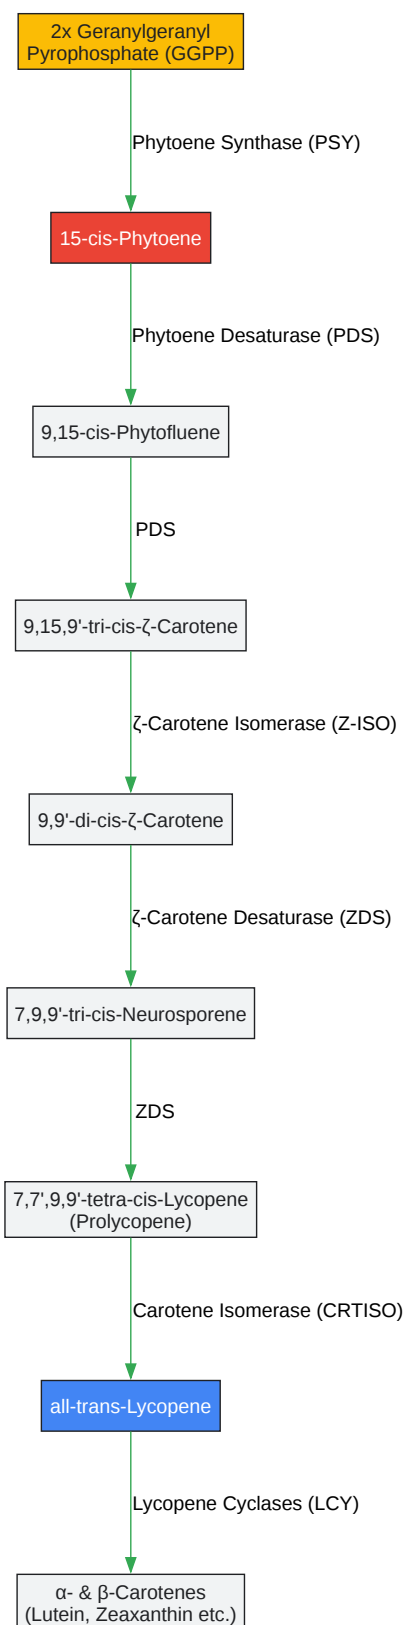 2x Geranylgeranyl
Pyrophosphate (GGPP)
Phytoene Synthase (PSY)
15-cis-Phytoene
Phytoene Desaturase (PDS)
9,15-cis-Phytofluene
PDS
9,15,9'-tri-cis-ζ-Carotene
ζ-Carotene Isomerase (Z-ISO)
9,9'-di-cis-ζ-Carotene
ζ-Carotene Desaturase (ZDS)
7,9,9'-tri-cis-Neurosporene
ZDS
7,7',9,9'-tetra-cis-Lycopene
(Prolycopene)
Carotene Isomerase (CRTISO)
all-trans-Lycopene
Lycopene Cyclases (LCY)
α- & β-Carotenes
(Lutein, Zeaxanthin etc.)